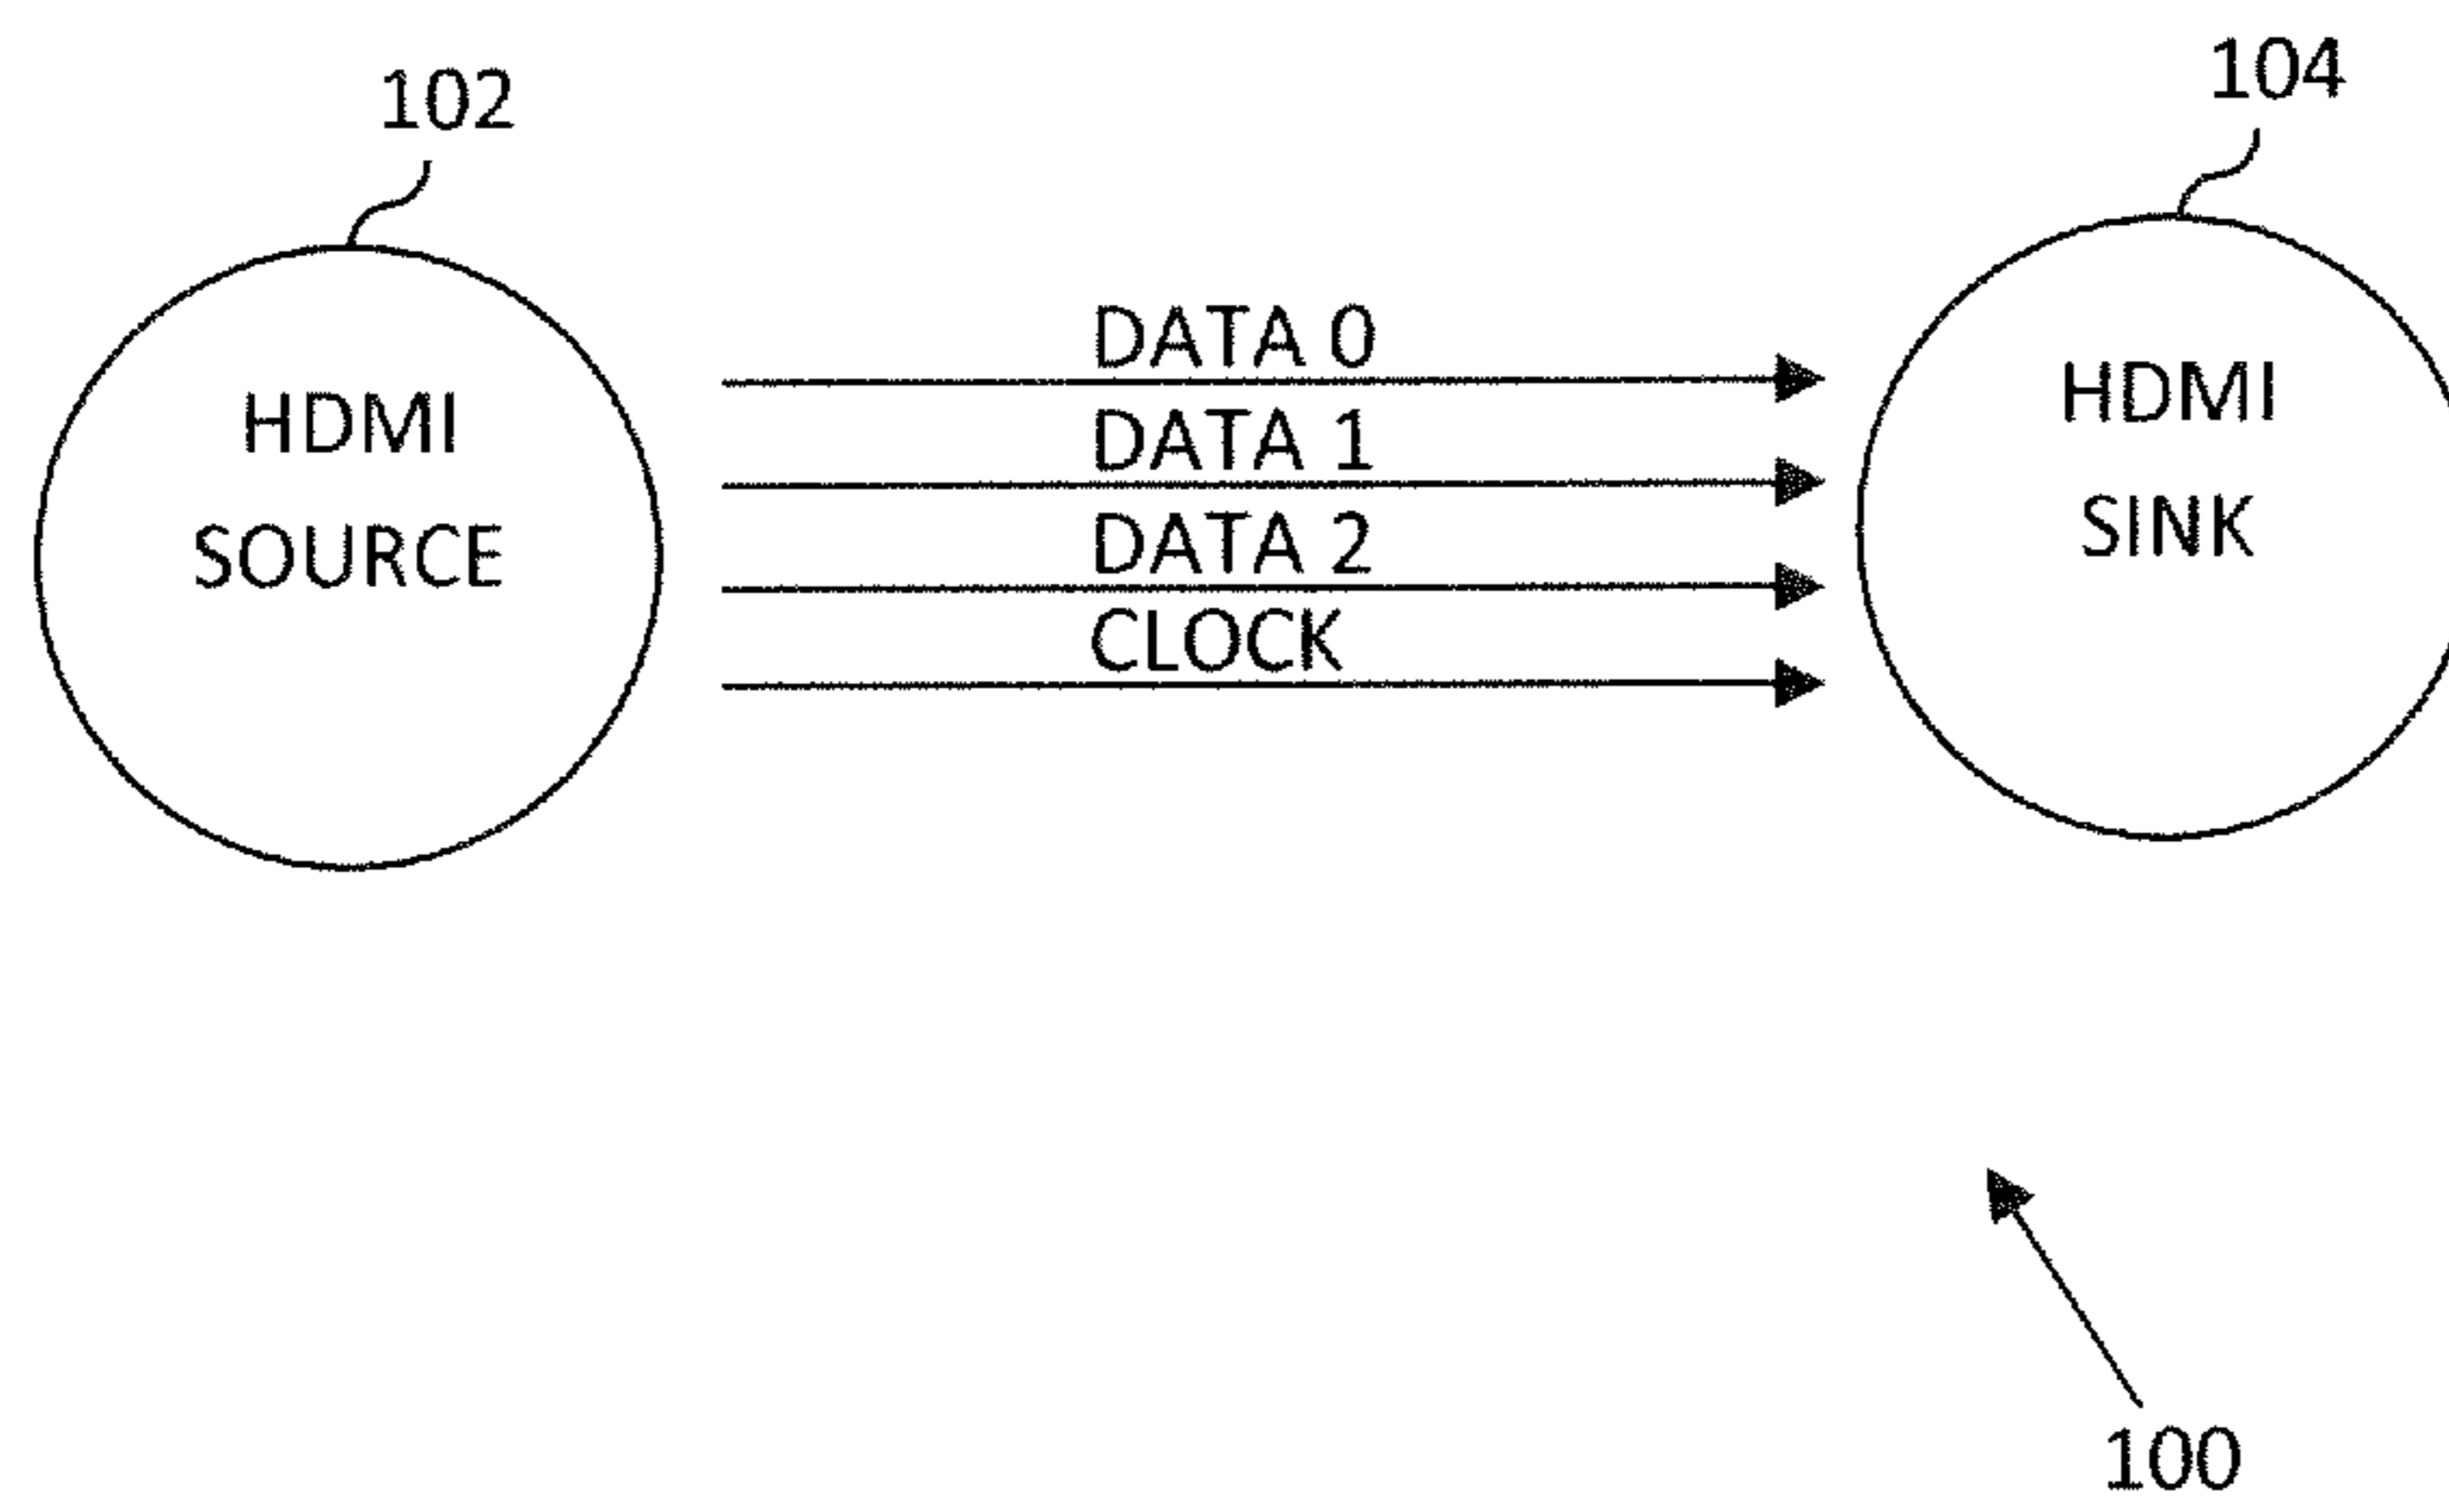 102
104
HDMI
SOURCE
DATA 0
DATA 1
DATA 2
CLOCK
HDMI
SINK
100